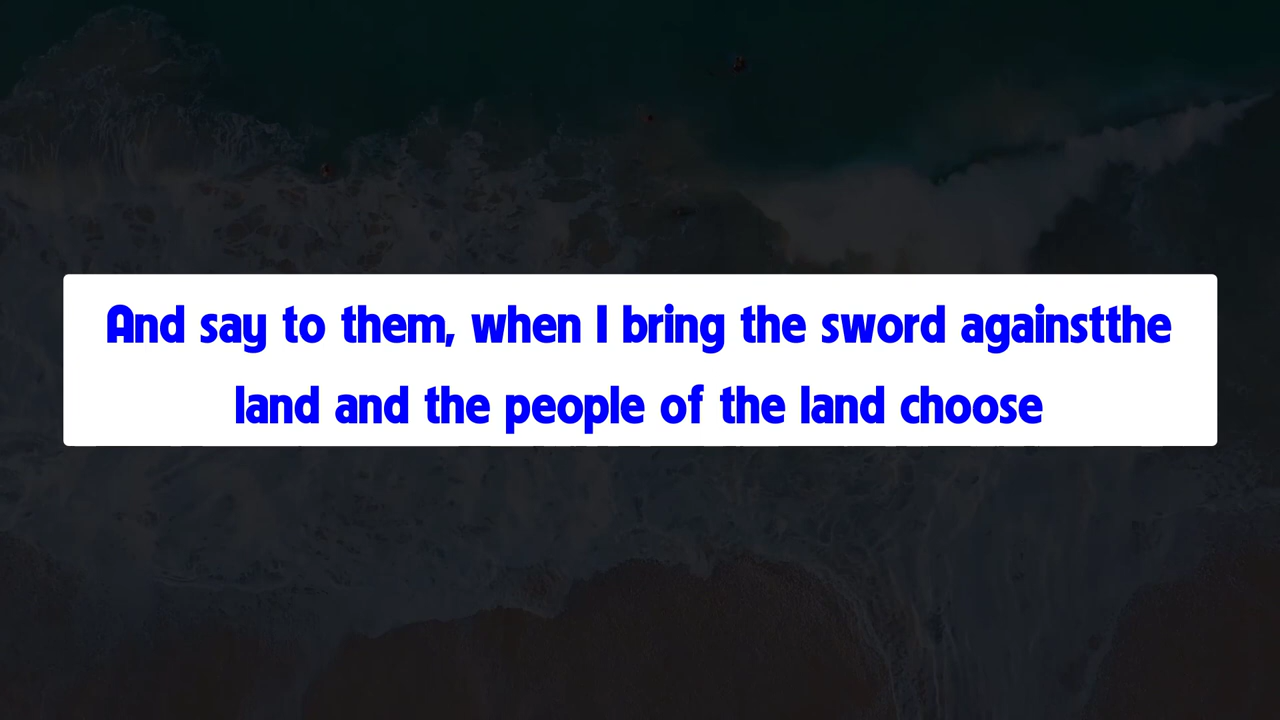 And say to them, when I bring the sword againstthe
land and the people of the land choose